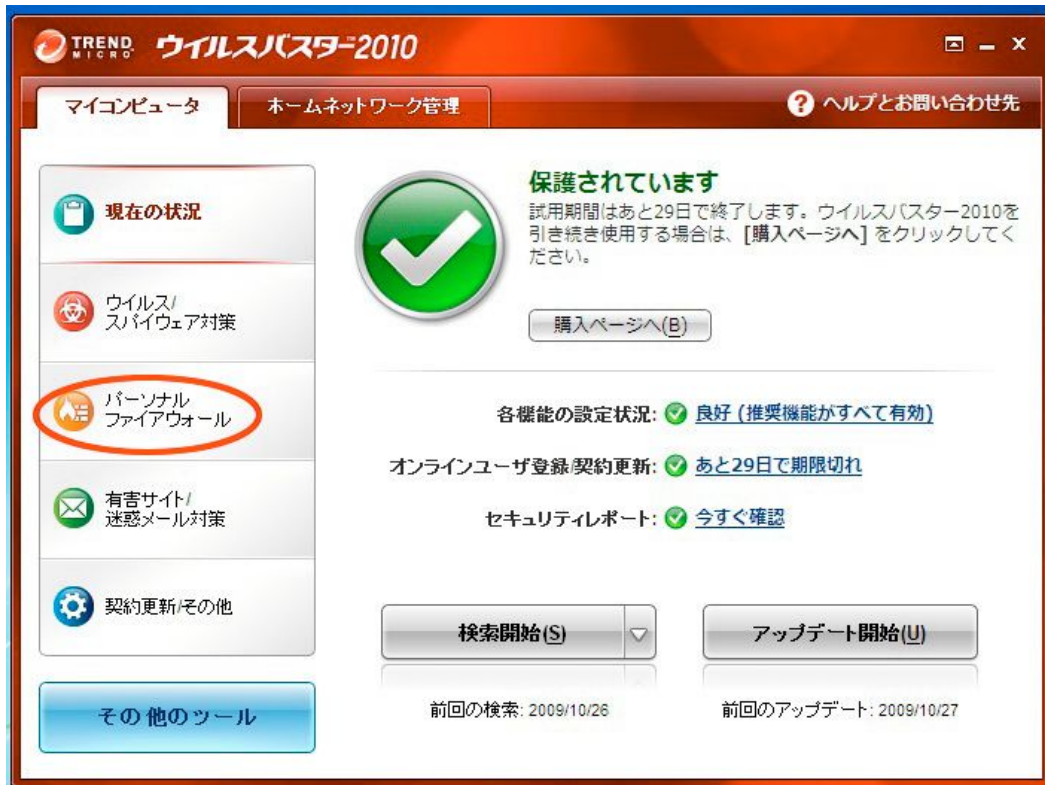 TREND MICRO ウイルスバスター2010
マイコンピュータ
ホームネットワーク管理
? ヘルプとお問い合わせ先
現在の状況
ウイルス/
スパイウェア対策
パーソナル
ファイアウォール
有害サイト/
迷惑メール対策
契約更新/その他
その他のツール
保護されています
試用期間はあと29日で終了します。ウイルスバスター2010を
引き続き使用する場合は、[購入ページへ] をクリックしてく
ださい。
購入ページへ(B)
各機能の設定状況: 良好 (推奨機能がすべて有効)
オンラインユーザ登録/契約更新: あと29日で期限切れ
セキュリティレポート: 今すぐ確認
検索開始(S)
アップデート開始(U)
前回の検索: 2009/10/26
前回のアップデート: 2009/10/27